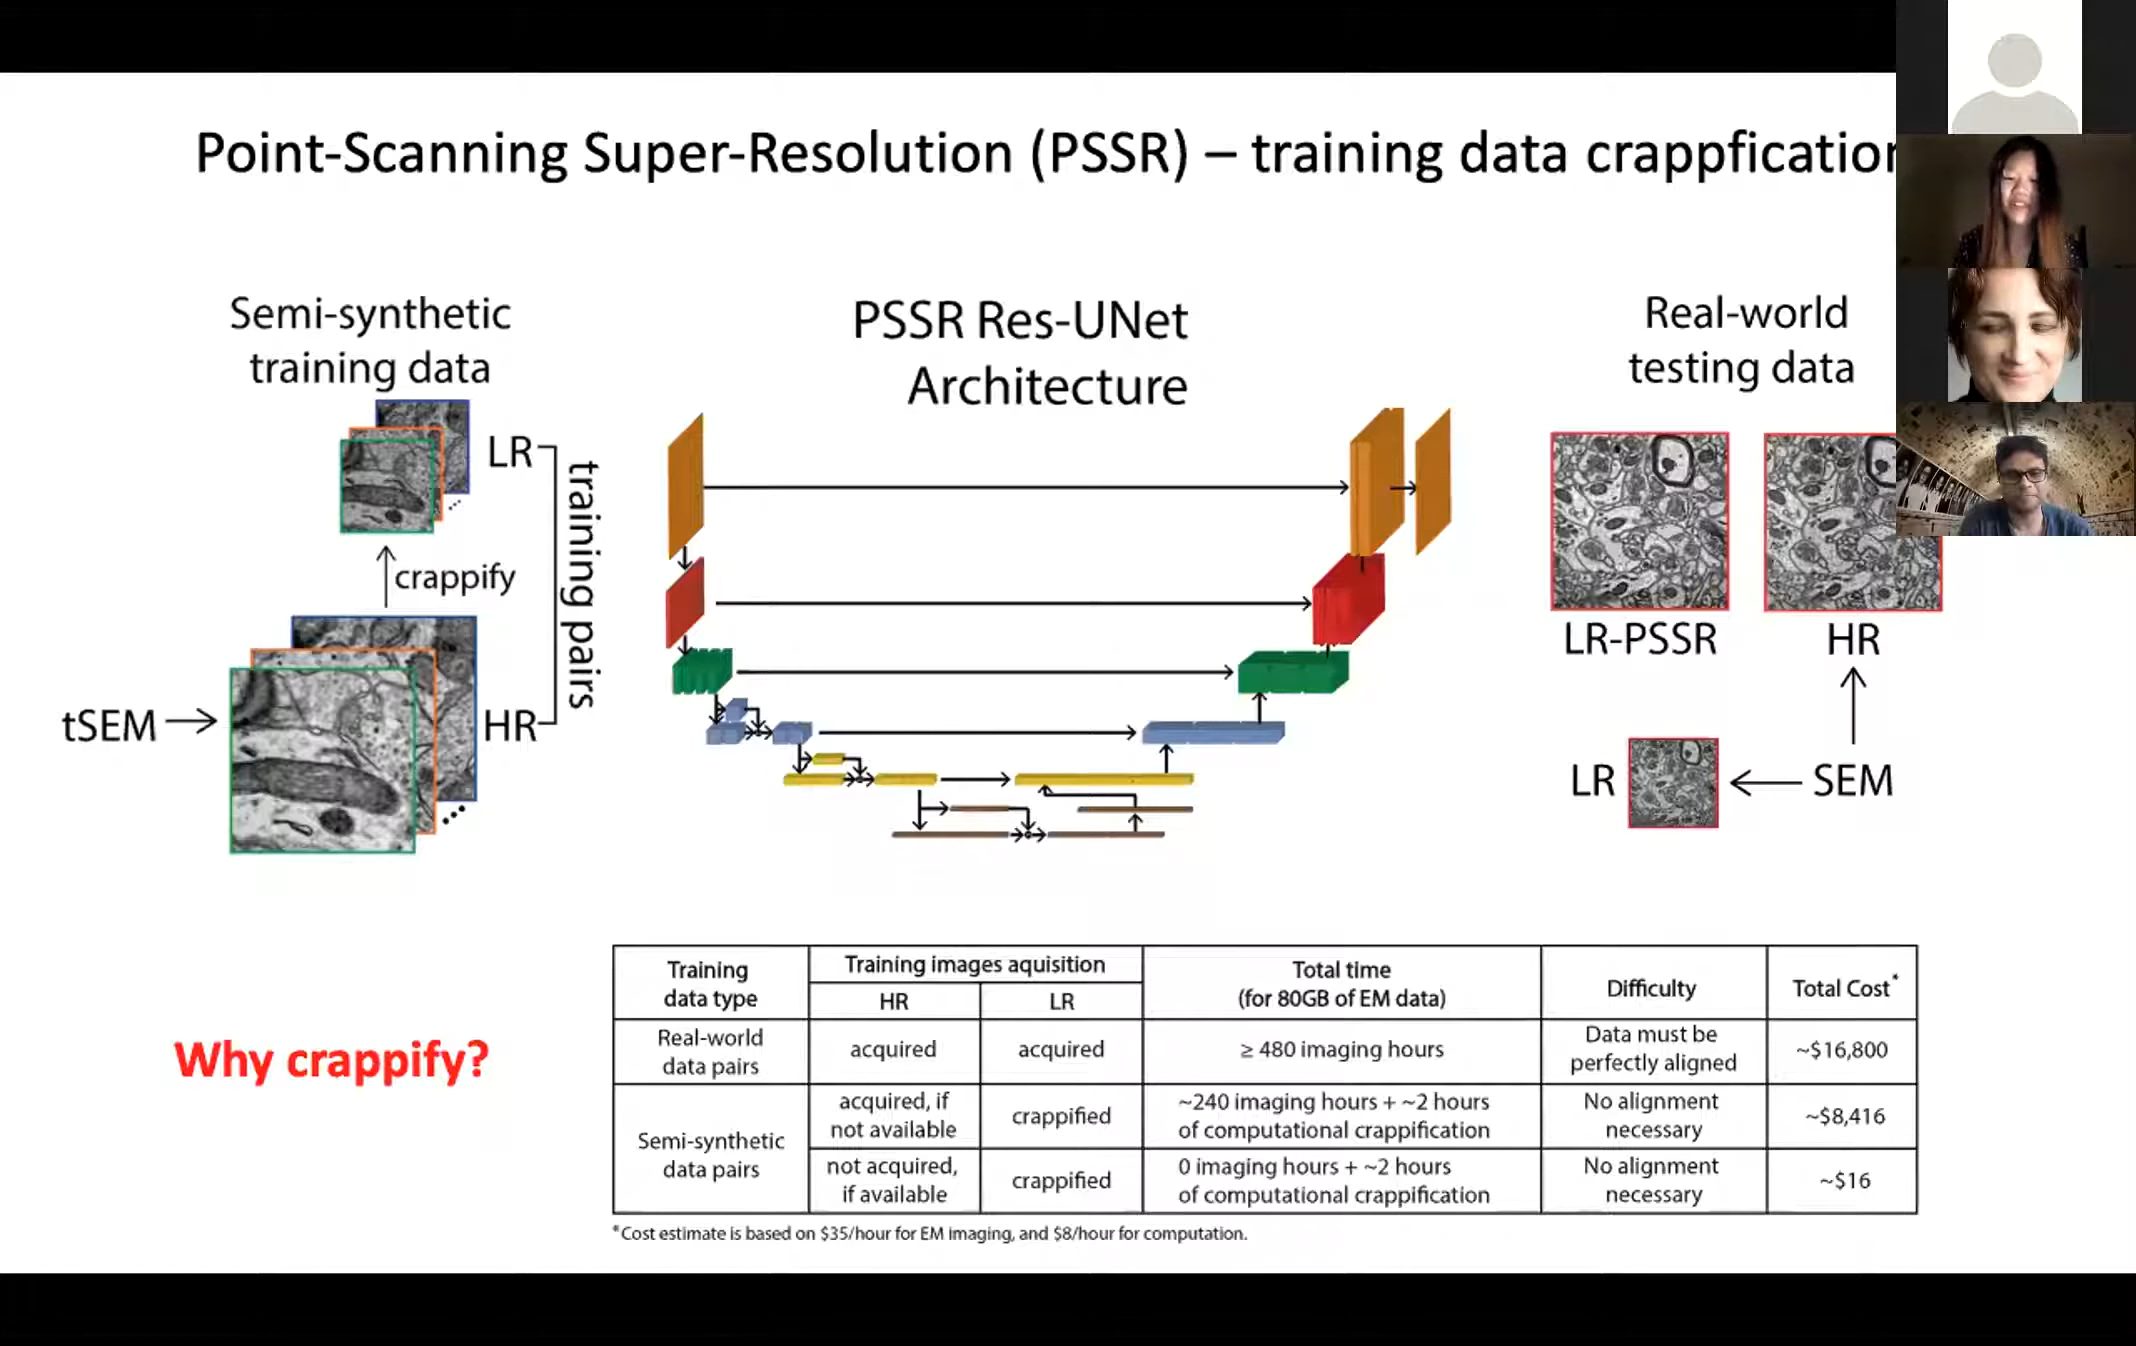 Point-Scanning Super-Resolution (PSSR) – training data crappfication
Semi-synthetic
training data
LR
crappify
training pairs
tSEM
HR
PSSR Res-UNet
Architecture
Real-world
testing data
LR-PSSR
HR
LR
SEM
Why crappify?
Training
data type
Training images aquisition
HR
LR
Total time
(for 80GB of EM data)
Difficulty
Total Cost*
Real-world
data pairs
acquired
acquired
≥ 480 imaging hours
Data must be
perfectly aligned
~$16,800
Semi-synthetic
data pairs
acquired, if
not available
crappified
~240 imaging hours + ~2 hours
of computational crappification
No alignment
necessary
~$8,416
not acquired,
if available
crappified
0 imaging hours + ~2 hours
of computational crappification
No alignment
necessary
~$16
*Cost estimate is based on $35/hour for EM imaging, and $8/hour for computation.